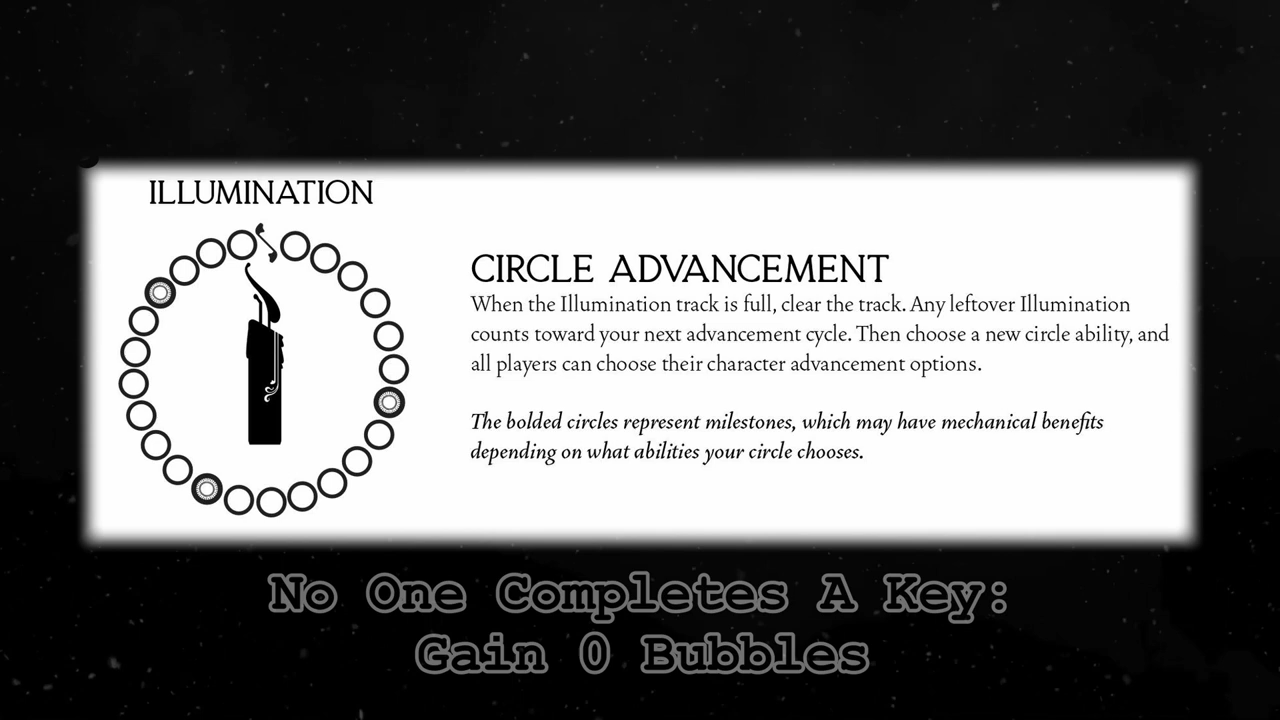 ILLUMINATION
CIRCLE ADVANCEMENT
When the Illumination track is full, clear the track. Any leftover Illumination
counts toward your next advancement cycle. Then choose a new circle ability, and
all players can choose their character advancement options.
The bolded circles represent milestones, which may have mechanical benefits
depending on what abilities your circle chooses.
No One Completes A Key:
Gain 0 Bubbles